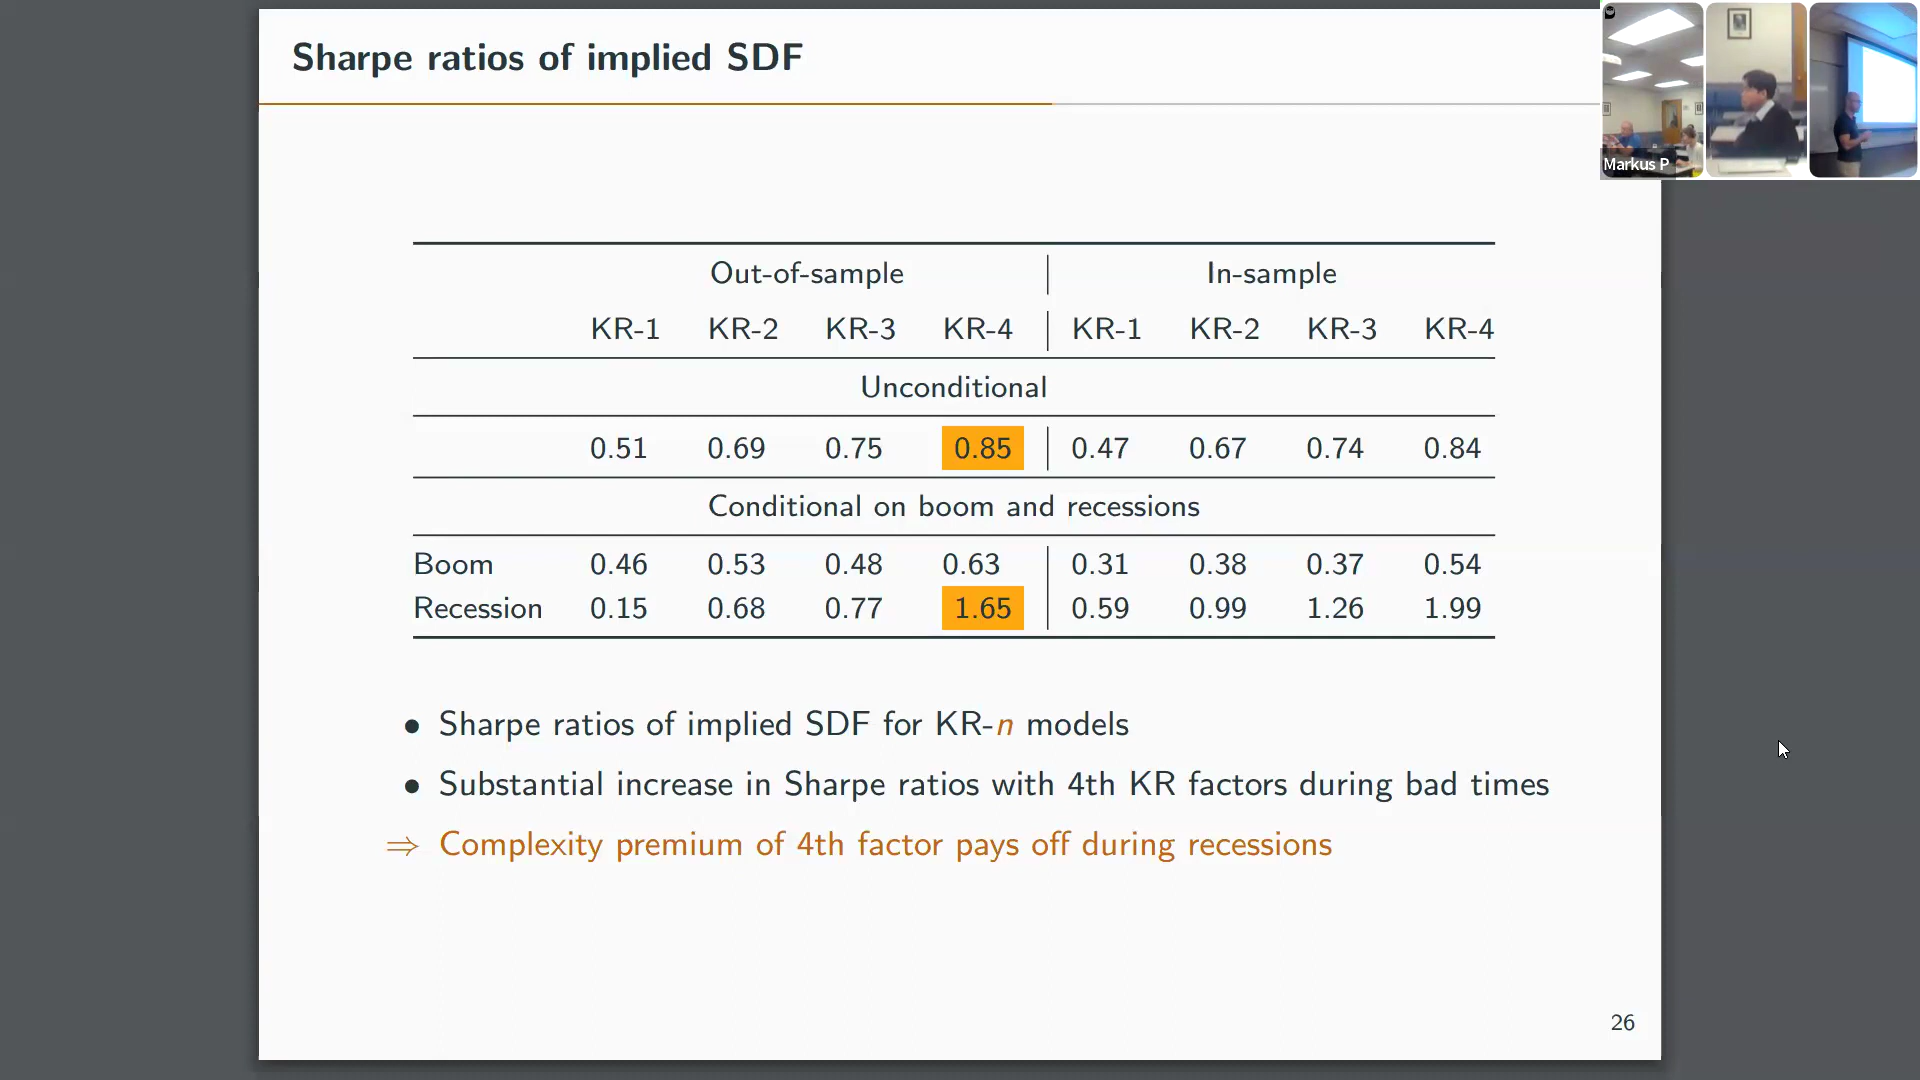 Sharpe ratios of implied SDF
Markus P
Out-of-sample In-sample
KR-1 KR-2 KR-3 KR-4 KR-1 KR-2 KR-3 KR-4
Unconditional
0.51 0.69 0.75 0.85 0.47 0.67 0.74 0.84
Conditional on boom and recessions
Boom 0.46 0.53 0.48 0.63 0.31 0.38 0.37 0.54
Recession 0.15 0.68 0.77 1.65 0.59 0.99 1.26 1.99
• Sharpe ratios of implied SDF for KR-n models
• Substantial increase in Sharpe ratios with 4th KR factors during bad times
⇒ Complexity premium of 4th factor pays off during recessions
26